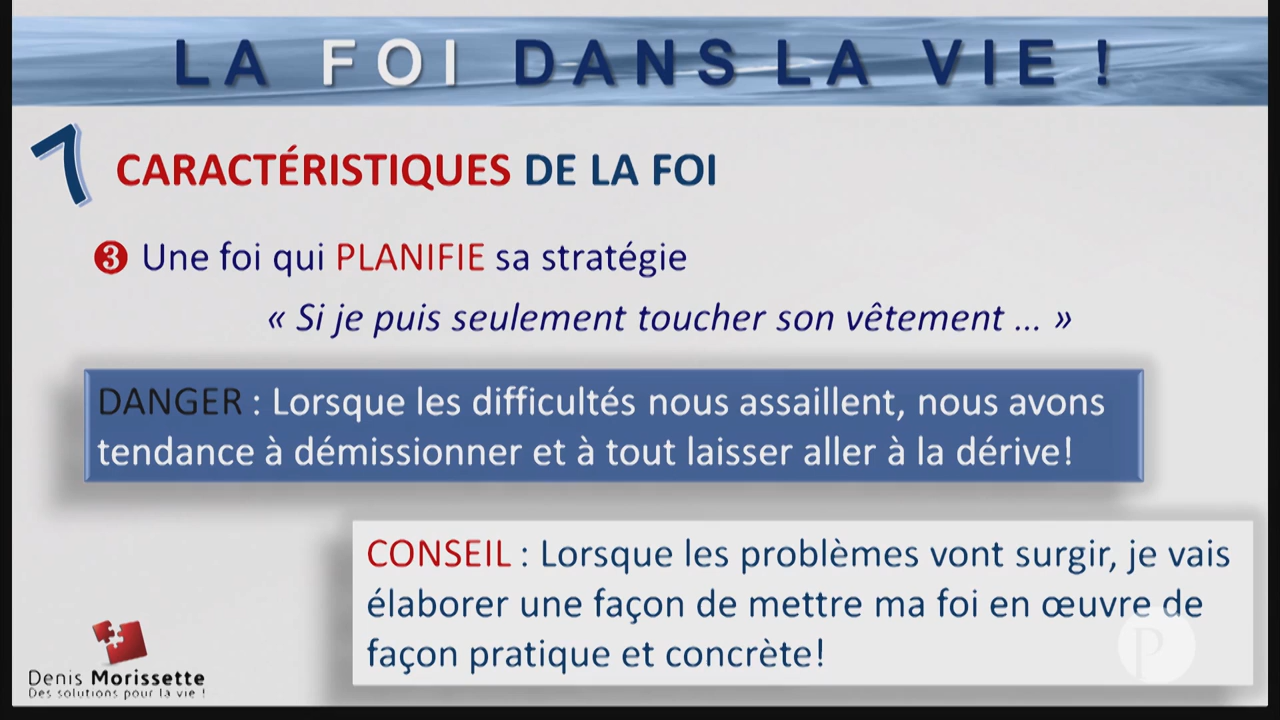 LA FOI DANS LA VIE !
7 CARACTÉRISTIQUES DE LA FOI
❸ Une foi qui PLANIFIE sa stratégie
« Si je puis seulement toucher son vêtement ... »
DANGER : Lorsque les difficultés nous assaillent, nous avons
tendance à démissionner et à tout laisser aller à la dérive!
CONSEIL : Lorsque les problèmes vont surgir, je vais
élaborer une façon de mettre ma foi en œuvre de
façon pratique et concrète!
P
Denis Morissette
Des solutions pour la vie !